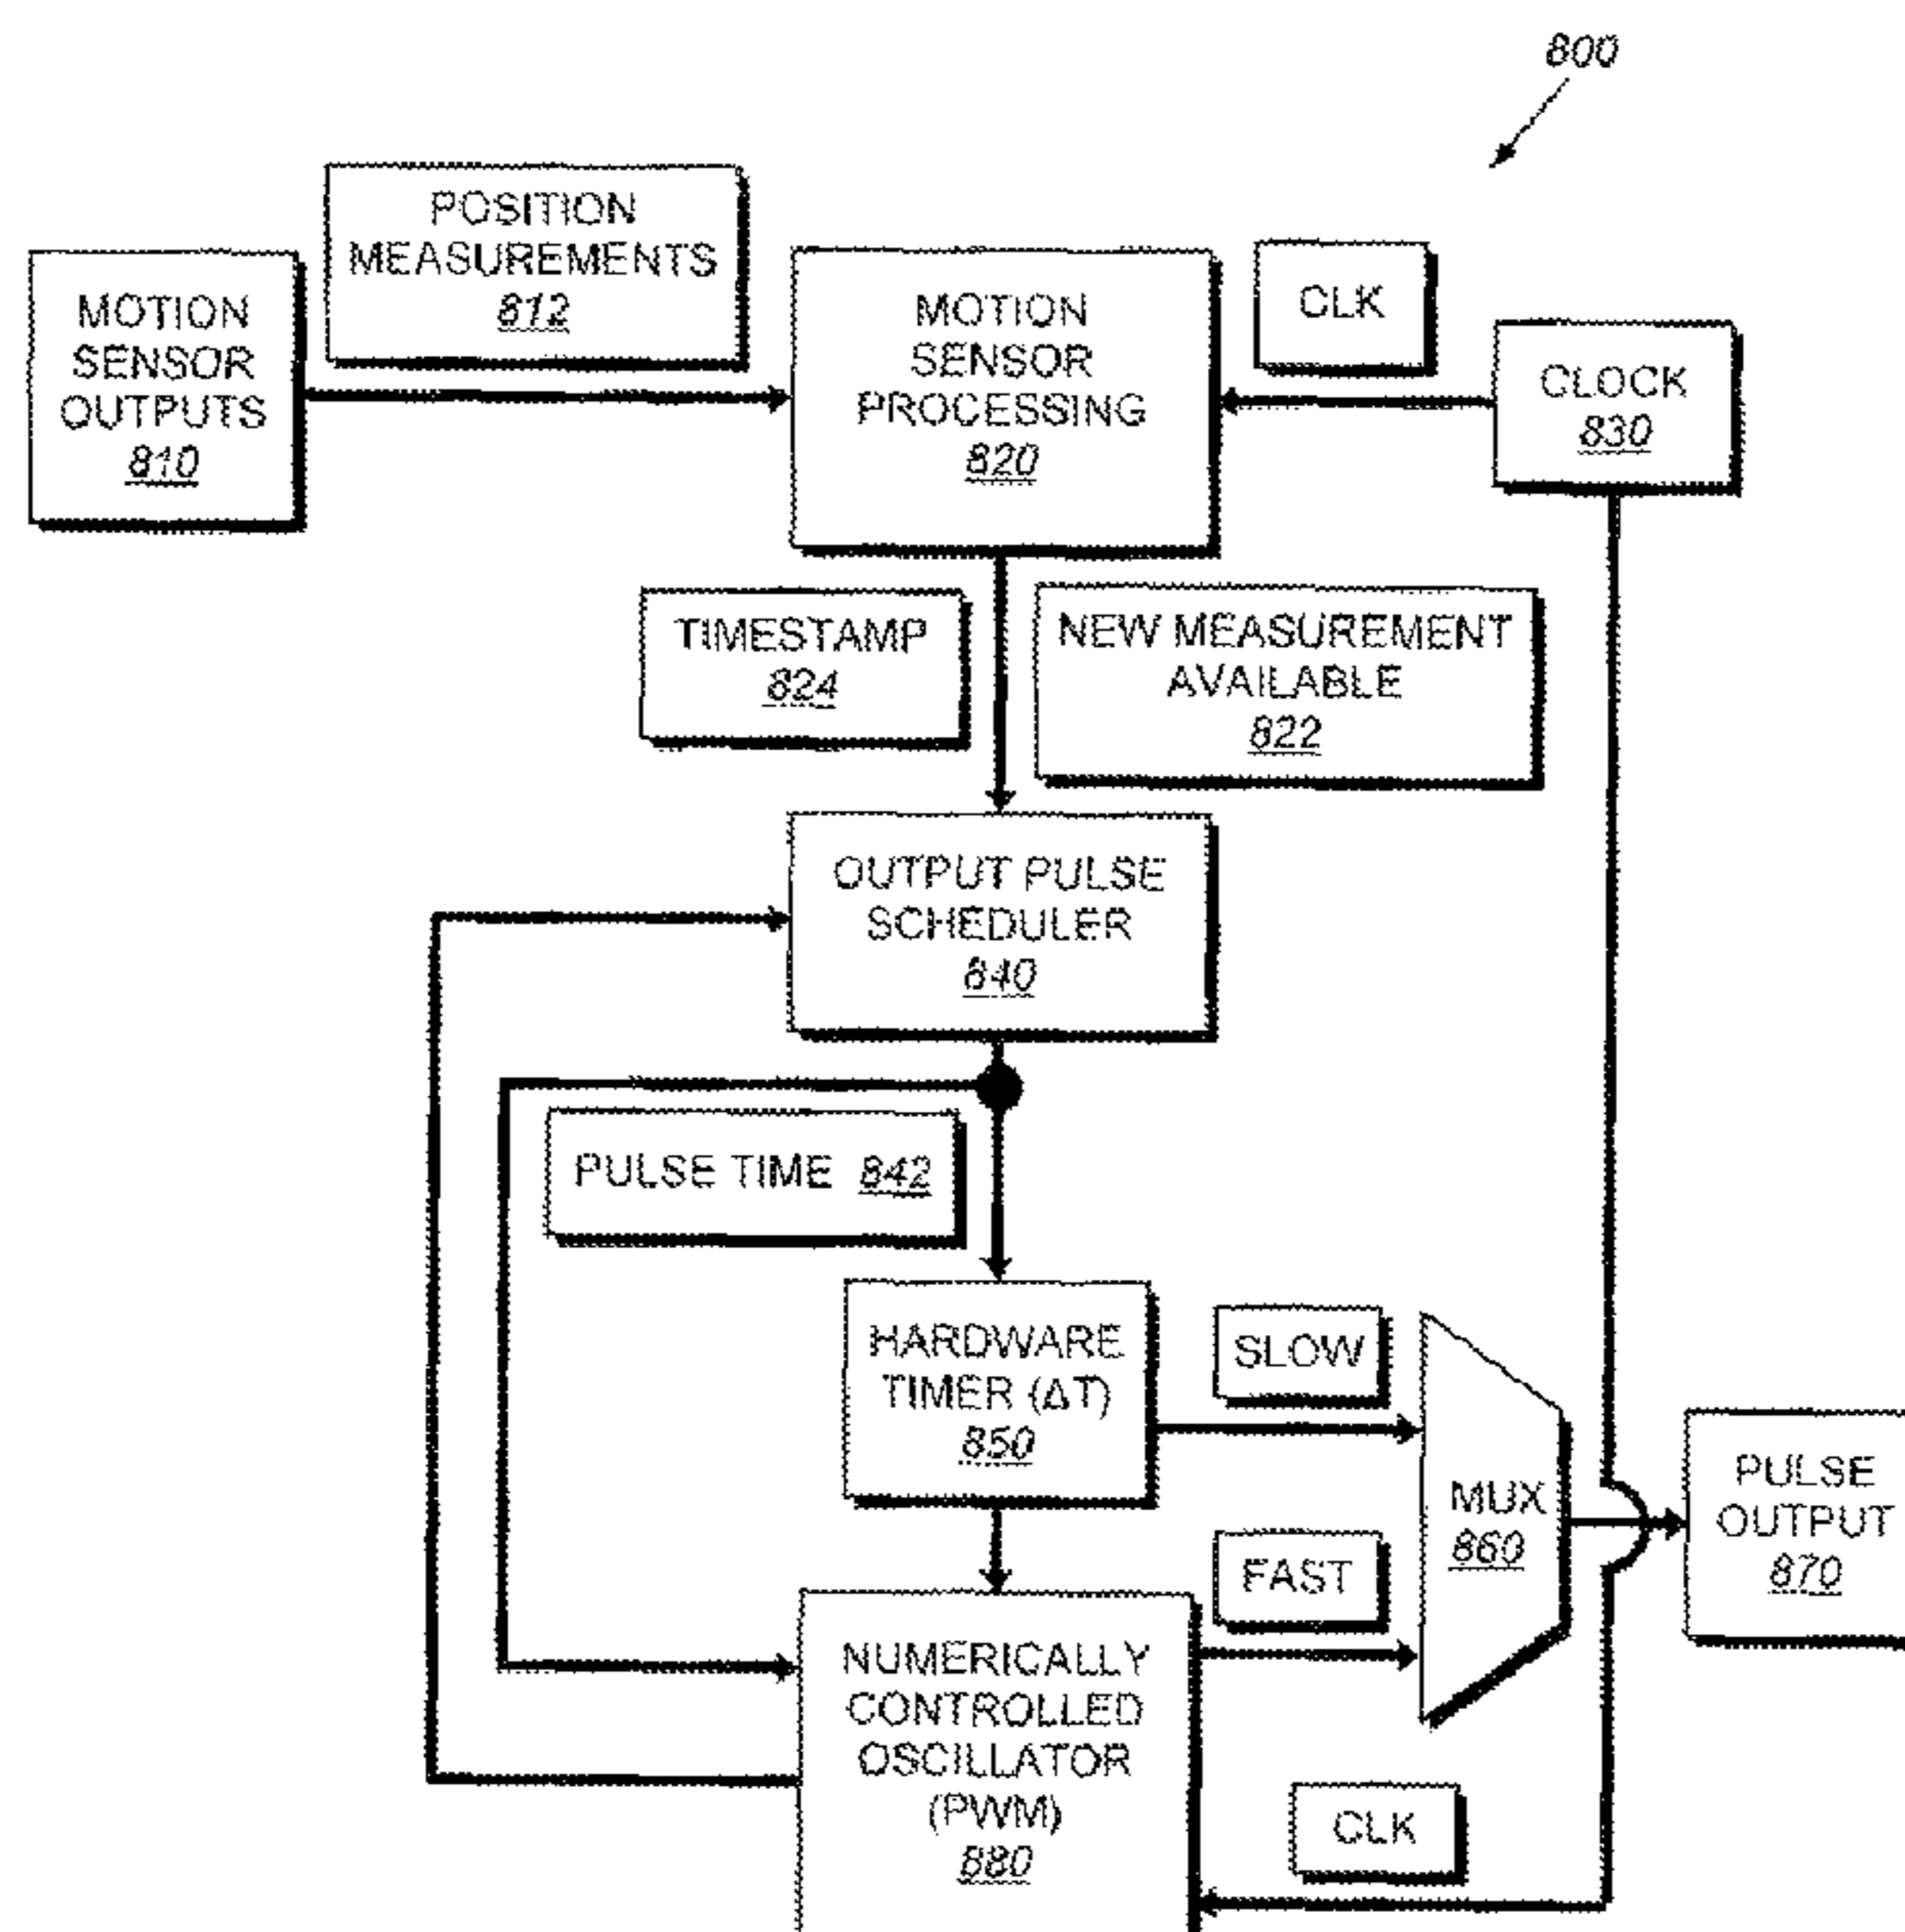 800
POSITION
MEASUREMENTS
812
MOTION
SENSOR
OUTPUTS
810
MOTION
SENSOR
PROCESSING
820
CLK
CLOCK
830
TIMESTAMP
824
NEW MEASUREMENT
AVAILABLE
822
OUTPUT PULSE
SCHEDULER
840
PULSE TIME 842
HARDWARE
TIMER (ΔT)
850
SLOW
FAST
MUX
860
PULSE
OUTPUT
870
NUMERICALLY
CONTROLLED
OSCILLATOR
(PWM)
880
CLK